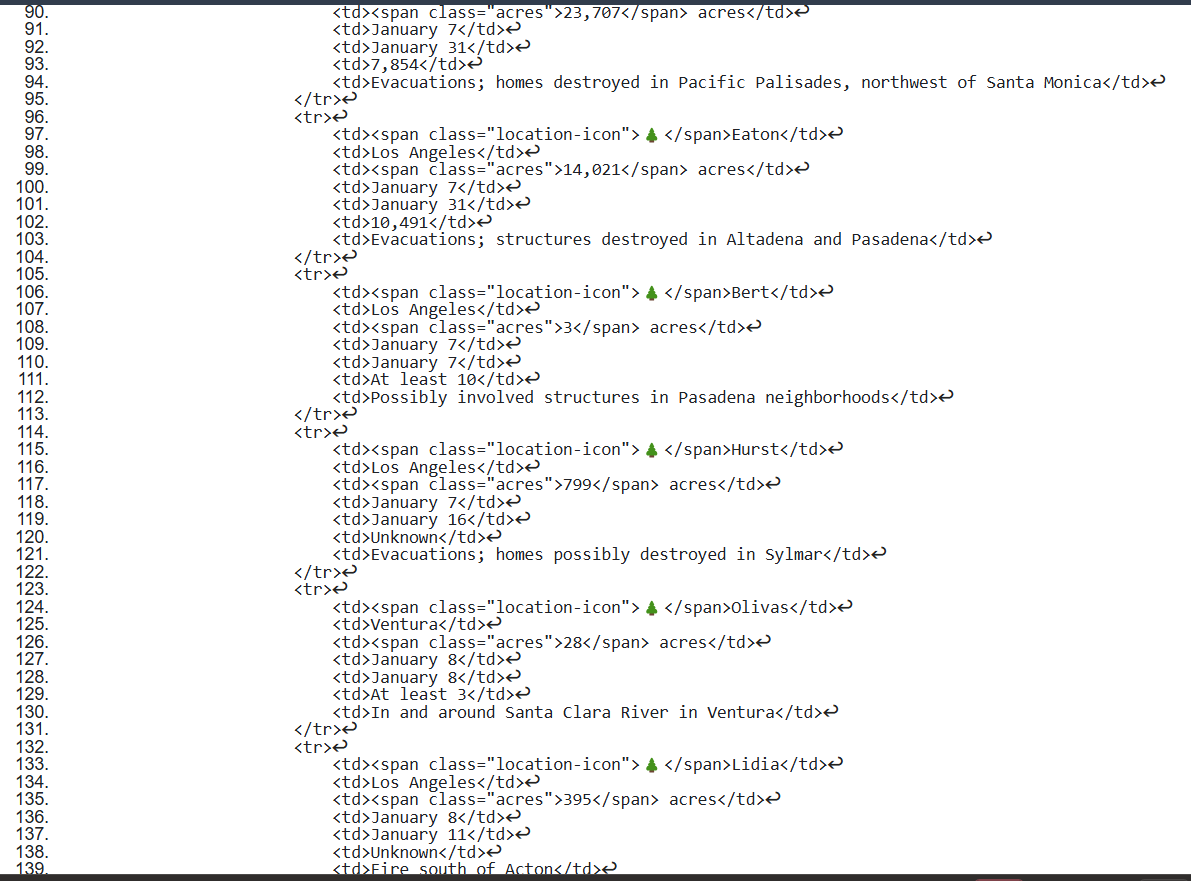 90. <td><span class="acres">23,707</span> acres</td>↩
91. <td>January 7</td>↩
92. <td>January 31</td>↩
93. <td>7,854</td>↩
94. <td>Evacuations; homes destroyed in Pacific Palisades, northwest of Santa Monica</td>↩
95. </tr>↩
96. <tr>↩
97. <td><span class="location-icon">🌲</span>Eaton</td>↩
98. <td>Los Angeles</td>↩
99. <td><span class="acres">14,021</span> acres</td>↩
100. <td>January 7</td>↩
101. <td>January 31</td>↩
102. <td>10,491</td>↩
103. <td>Evacuations; structures destroyed in Altadena and Pasadena</td>↩
104. </tr>↩
105. <tr>↩
106. <td><span class="location-icon">🌲</span>Bert</td>↩
107. <td>Los Angeles</td>↩
108. <td><span class="acres">3</span> acres</td>↩
109. <td>January 7</td>↩
110. <td>January 7</td>↩
111. <td>At least 10</td>↩
112. <td>Possibly involved structures in Pasadena neighborhoods</td>↩
113. </tr>↩
114. <tr>↩
115. <td><span class="location-icon">🌲</span>Hurst</td>↩
116. <td>Los Angeles</td>↩
117. <td><span class="acres">799</span> acres</td>↩
118. <td>January 7</td>↩
119. <td>January 16</td>↩
120. <td>Unknown</td>↩
121. <td>Evacuations; homes possibly destroyed in Sylmar</td>↩
122. </tr>↩
123. <tr>↩
124. <td><span class="location-icon">🌲</span>Olivas</td>↩
125. <td>Ventura</td>↩
126. <td><span class="acres">28</span> acres</td>↩
127. <td>January 8</td>↩
128. <td>January 8</td>↩
129. <td>At least 3</td>↩
130. <td>In and around Santa Clara River in Ventura</td>↩
131. </tr>↩
132. <tr>↩
133. <td><span class="location-icon">🌲</span>Lidia</td>↩
134. <td>Los Angeles</td>↩
135. <td><span class="acres">395</span> acres</td>↩
136. <td>January 8</td>↩
137. <td>January 11</td>↩
138. <td>Unknown</td>↩
139. <td>Fire south of Acton</td>↩